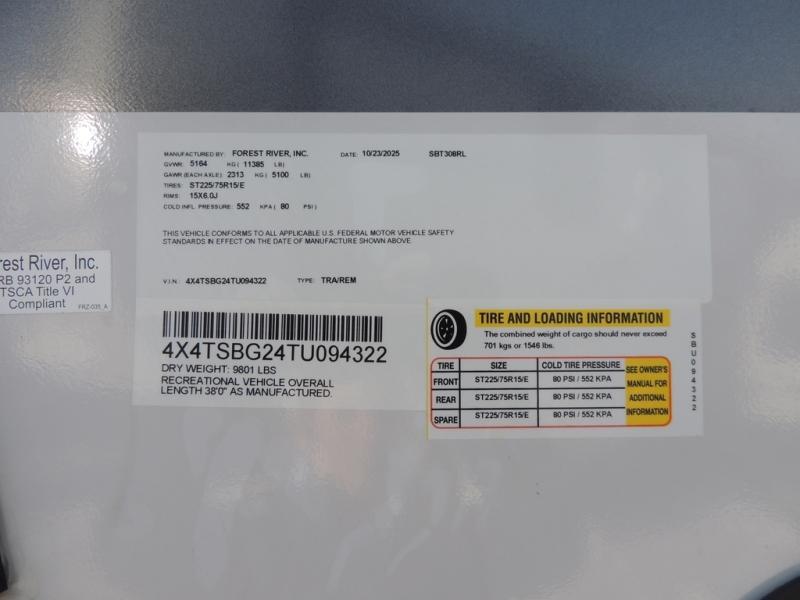 MANUFACTURED BY: FOREST RIVER, INC. DATE: 10/23/2025 SBT308RL
GVWR: 5164 KG( 11385 LB)
GAWR (EACH AXLE) 2313 KG( 5100 LB)
TIRES: ST225/75R15/E
RIMS: 15X6.0J
COLD INFL. PRESSURE: 552 KPA( 80 PSI)
THIS VEHICLE CONFORMS TO ALL APPLICABLE U.S. FEDERAL MOTOR VEHICLE SAFETY
STANDARDS IN EFFECT ON THE DATE OF MANUFACTURE SHOWN ABOVE.
V.I.N.: 4X4TSBG24TU094322 TYPE: TRA/REM
rest River, Inc.
RB 93120 P2 and
TSCA Title VI
Compliant
FRZ-035_A
4X4TSBG24TU094322
DRY WEIGHT: 9801 LBS
RECREATIONAL VEHICLE OVERALL
LENGTH 38'0" AS MANUFACTURED.
TIRE AND LOADING INFORMATION
The combined weight of cargo should never exceed
701 kgs or 1546 lbs.
TIRE SIZE COLD TIRE PRESSURE
FRONT ST225/75R15/E 80 PSI / 552 KPA
REAR ST225/75R15/E 80 PSI / 552 KPA
SPARE ST225/75R15/E 80 PSI / 552 KPA
SEE OWNER'S
MANUAL FOR
ADDITIONAL
INFORMATION
SBU094322